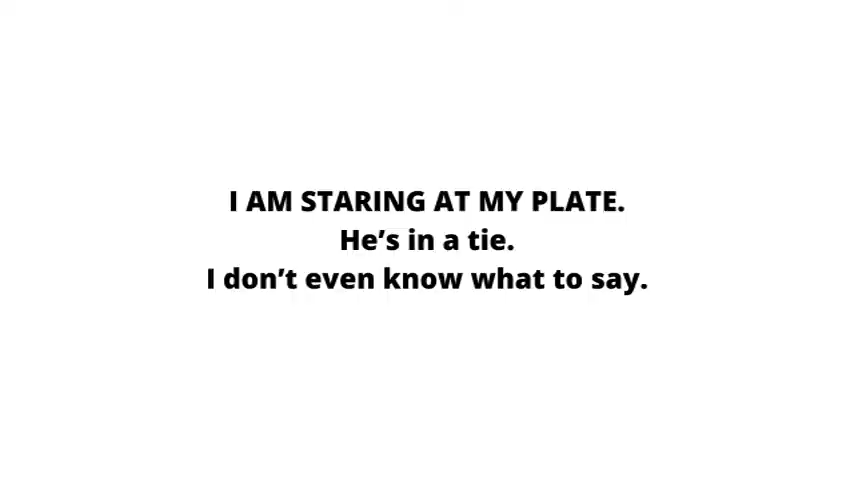 I AM STARING AT MY PLATE.
He’s in a tie.
I don’t even know what to say.